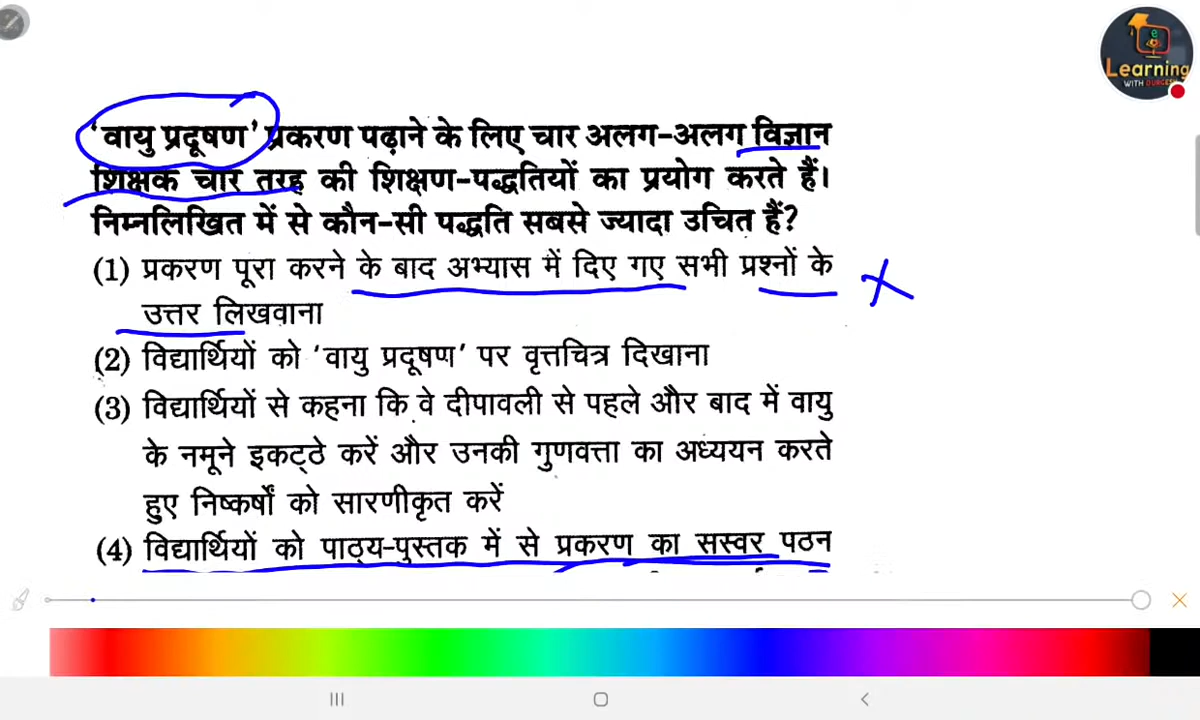 e
Learning
WITH DURGESH
'वायु प्रदूषण' प्रकरण पढ़ाने के लिए चार अलग-अलग विज्ञान
शिक्षक चार तरह की शिक्षण-पद्धतियों का प्रयोग करते हैं।
निम्नलिखित में से कौन-सी पद्धति सबसे ज्यादा उचित हैं?
(1) प्रकरण पूरा करने के बाद अभ्यास में दिए गए सभी प्रश्नों के
उत्तर लिखवाना
(2) विद्यार्थियों को 'वायु प्रदूषण' पर वृत्तचित्र दिखाना
(3) विद्यार्थियों से कहना कि वे दीपावली से पहले और बाद में वायु
के नमूने इकट्ठे करें और उनकी गुणवत्ता का अध्ययन करते
हुए निष्कर्षों को सारणीकृत करें
(4) विद्यार्थियों को पाठ्य-पुस्तक में से प्रकरण का सस्वर पठन